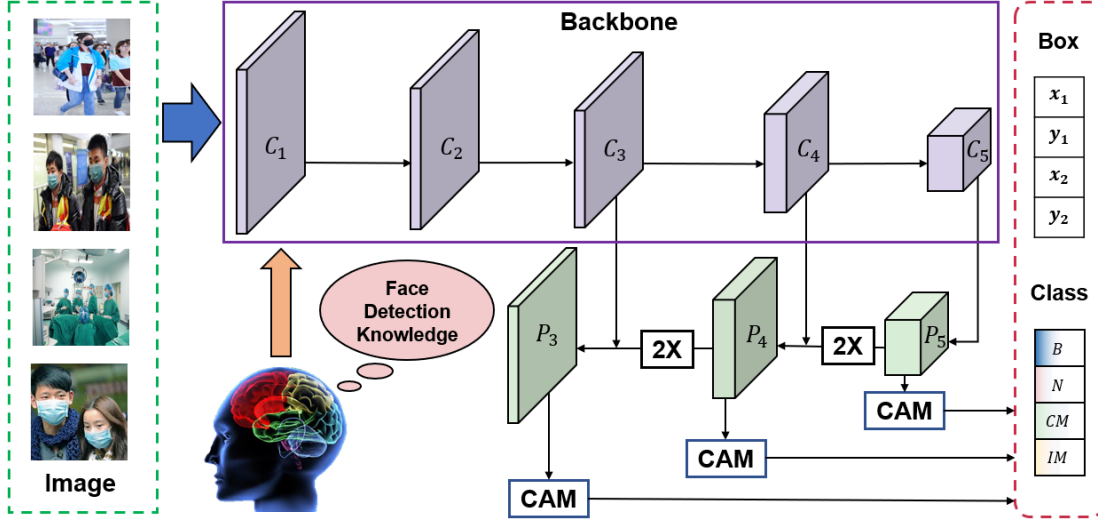 Backbone
C₁
C₂
C₃
C₄
C₅
Face
Detection
Knowledge
P₃
2X
P₄
2X
P₅
CAM
CAM
CAM
Image
Box
x₁
y₁
x₂
y₂
Class
B
N
CM
IM